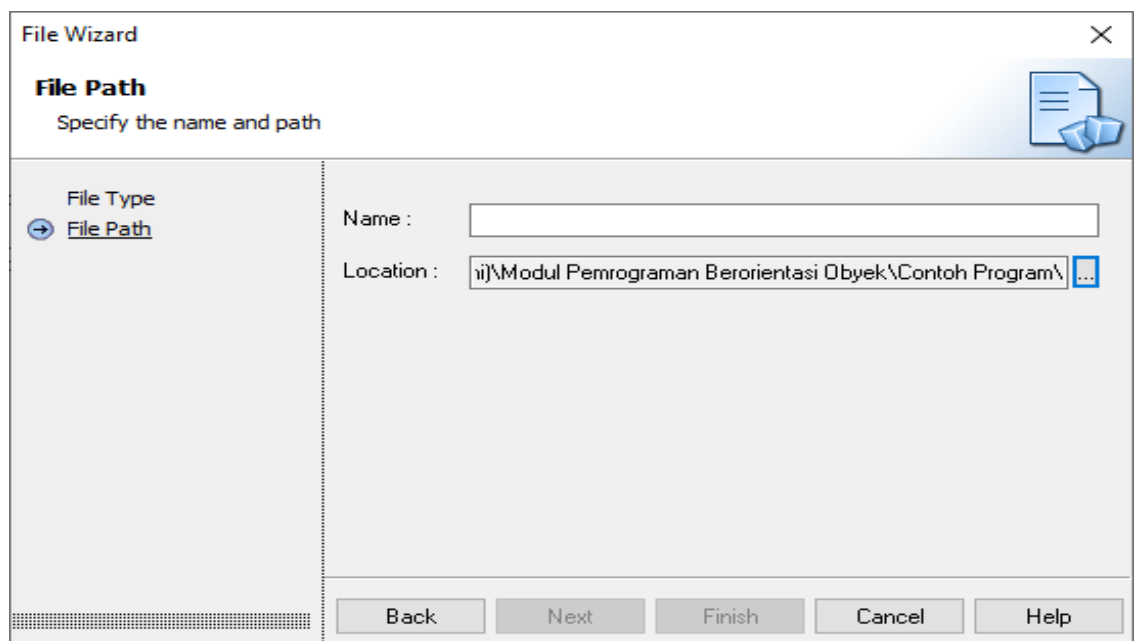 File Wizard
File Path
Specify the name and path
File Type
File Path
Name :
Location :
ni)\Modul Pemrograman Berorientasi Obyek\Contoh Program\
...
Back
Next
Finish
Cancel
Help